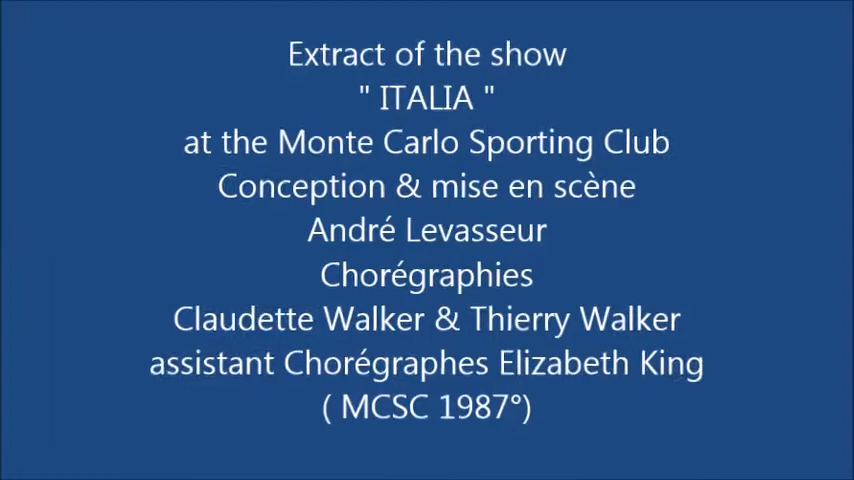 Extract of the show
" ITALIA "
at the Monte Carlo Sporting Club
Conception & mise en scène
André Levasseur
Chorégraphies
Claudette Walker & Thierry Walker
assistant Chorégraphes Elizabeth King
( MCSC 1987°)